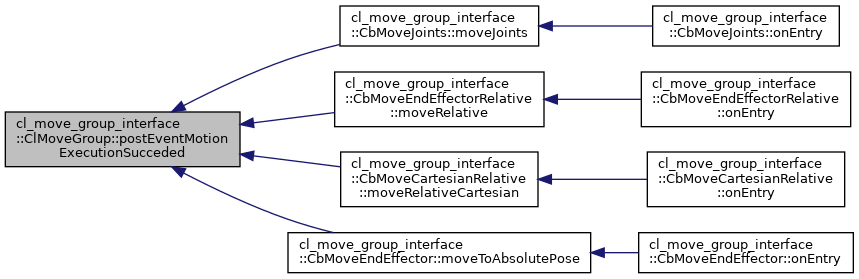 cl_move_group_interface
::ClMoveGroup::postEventMotion
ExecutionSucceded
cl_move_group_interface
::CbMoveJoints::moveJoints
cl_move_group_interface
::CbMoveJoints::onEntry
cl_move_group_interface
::CbMoveEndEffectorRelative
::moveRelative
cl_move_group_interface
::CbMoveEndEffectorRelative
::onEntry
cl_move_group_interface
::CbMoveCartesianRelative
::moveRelativeCartesian
cl_move_group_interface
::CbMoveCartesianRelative
::onEntry
cl_move_group_interface
::CbMoveEndEffector::moveToAbsolutePose
cl_move_group_interface
::CbMoveEndEffector::onEntry